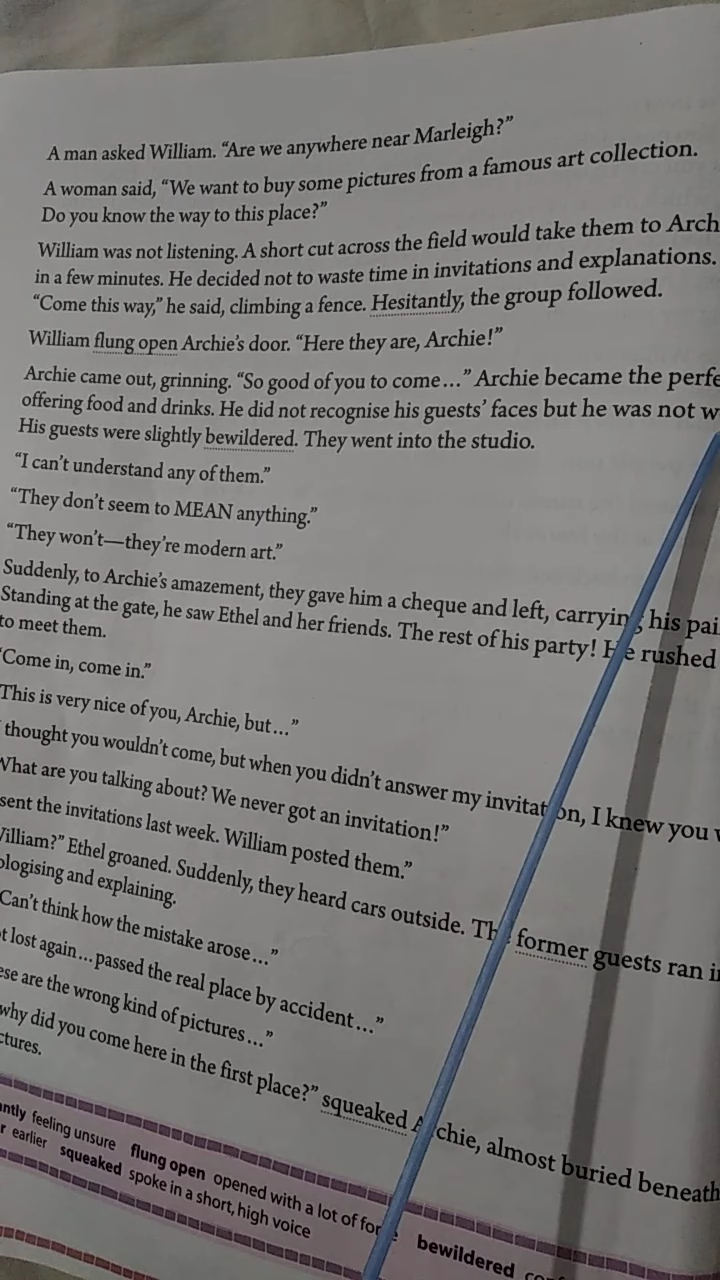 A man asked William. “Are we anywhere near Marleigh?”
A woman said, “We want to buy some pictures from a famous art collection.
Do you know the way to this place?”
William was not listening. A short cut across the field would take them to Arch
in a few minutes. He decided not to waste time in invitations and explanations.
“Come this way,” he said, climbing a fence. Hesitantly, the group followed.
William flung open Archie’s door. “Here they are, Archie!”
Archie came out, grinning. “So good of you to come…” Archie became the perfe
offering food and drinks. He did not recognise his guests’ faces but he was not w
His guests were slightly bewildered. They went into the studio.
“I can’t understand any of them.”
“They don’t seem to MEAN anything.”
“They won’t—they’re modern art.”
Suddenly, to Archie’s amazement, they gave him a cheque and left, carrying his pai
Standing at the gate, he saw Ethel and her friends. The rest of his party! He rushed
to meet them.
“Come in, come in.”
This is very nice of you, Archie, but…”
thought you wouldn’t come, but when you didn’t answer my invitation, I knew you w
What are you talking about? We never got an invitation!”
sent the invitations last week. William posted them.”
William?” Ethel groaned. Suddenly, they heard cars outside. The former guests ran in
ologising and explaining.
Can’t think how the mistake arose…”
t lost again…passed the real place by accident…”
ese are the wrong kind of pictures…”
why did you come here in the first place?” squeaked Archie, almost buried beneath
ctures.
antly feeling unsure flung open opened with a lot of force bewildered
r earlier squeaked spoke in a short, high voice